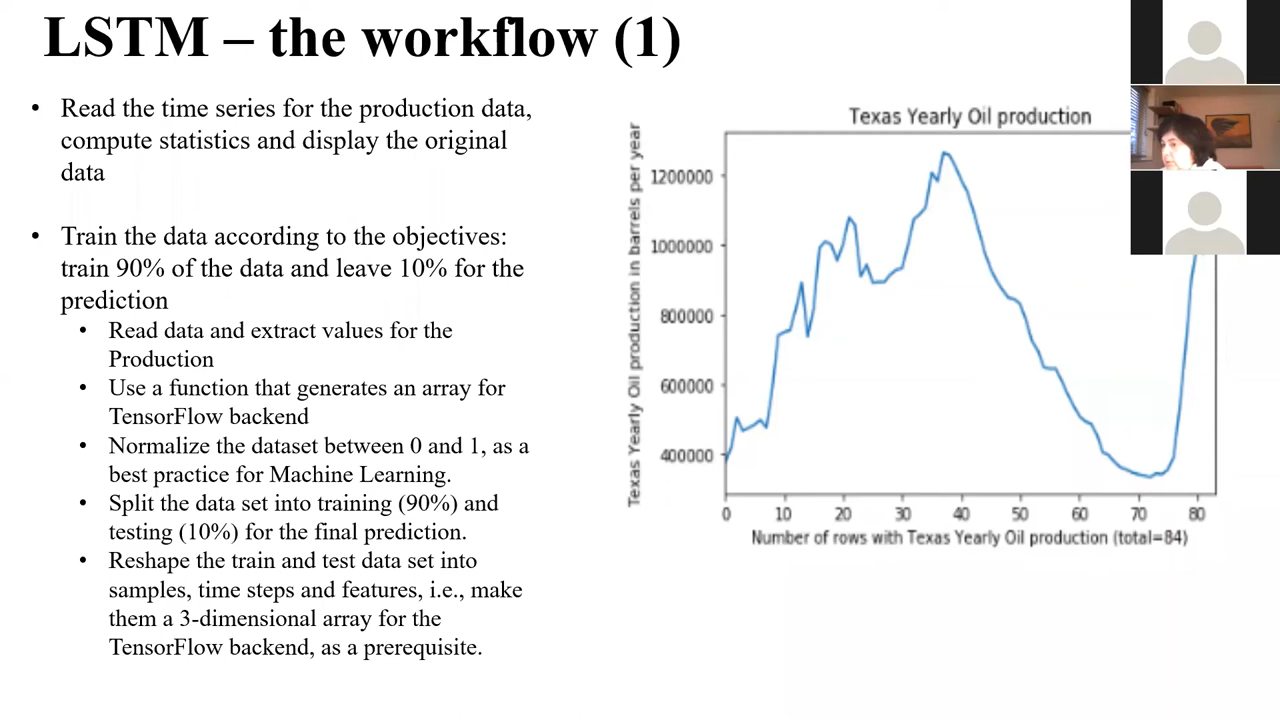 LSTM – the workflow (1)
• Read the time series for the production data,
compute statistics and display the original
data
• Train the data according to the objectives:
train 90% of the data and leave 10% for the
prediction
• Read data and extract values for the
Production
• Use a function that generates an array for
TensorFlow backend
• Normalize the dataset between 0 and 1, as a
best practice for Machine Learning.
• Split the data set into training (90%) and
testing (10%) for the final prediction.
• Reshape the train and test data set into
samples, time steps and features, i.e., make
them a 3-dimensional array for the
TensorFlow backend, as a prerequisite.
Texas Yearly Oil production
Texas Yearly Oil production in barrels per year
1200000
1000000
800000
600000
400000
0 10 20 30 40 50 60 70 80
Number of rows with Texas Yearly Oil production (total=84)